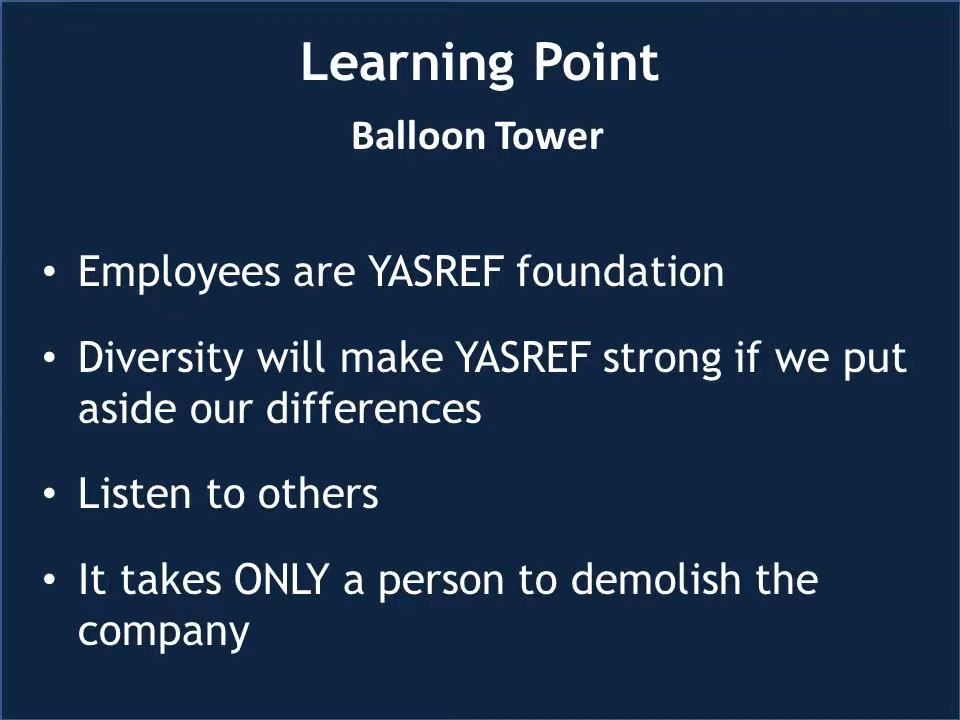 Learning Point
Balloon Tower
• Employees are YASREF foundation
• Diversity will make YASREF strong if we put
aside our differences
• Listen to others
• It takes ONLY a person to demolish the
company